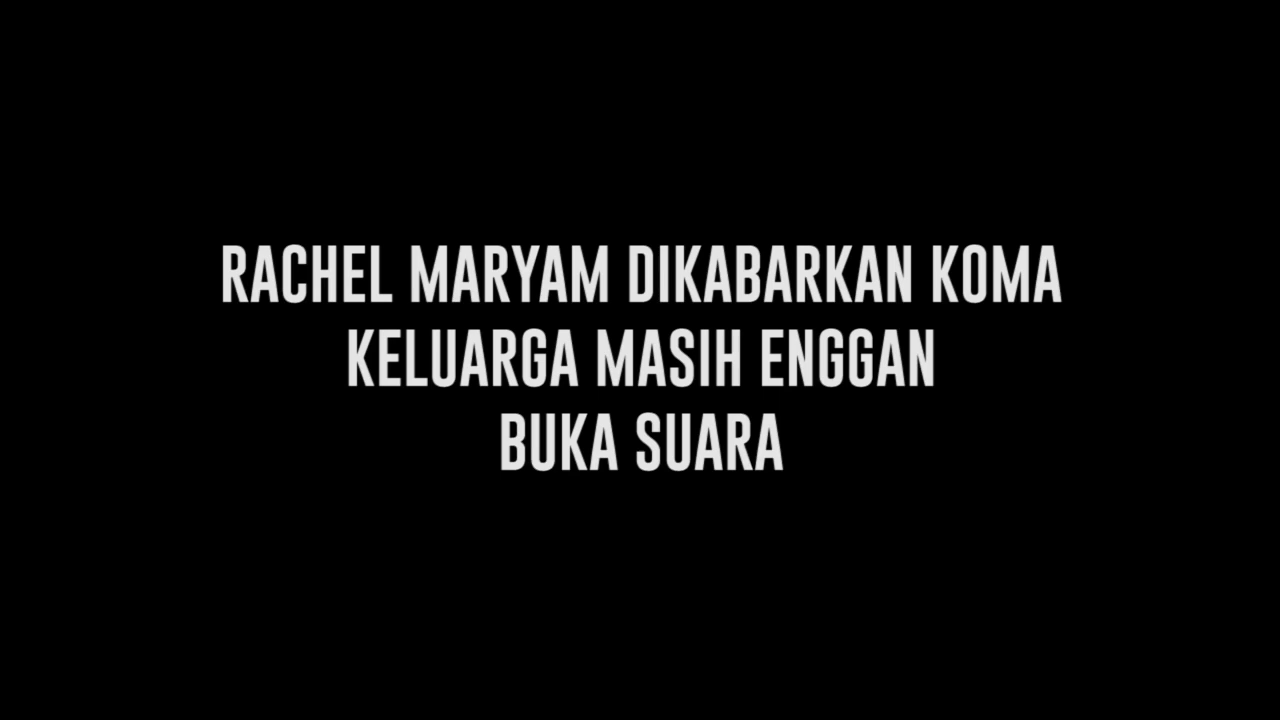 RACHEL MARYAM DIKABARKAN KOMA
KELUARGA MASIH ENGGAN
BUKA SUARA